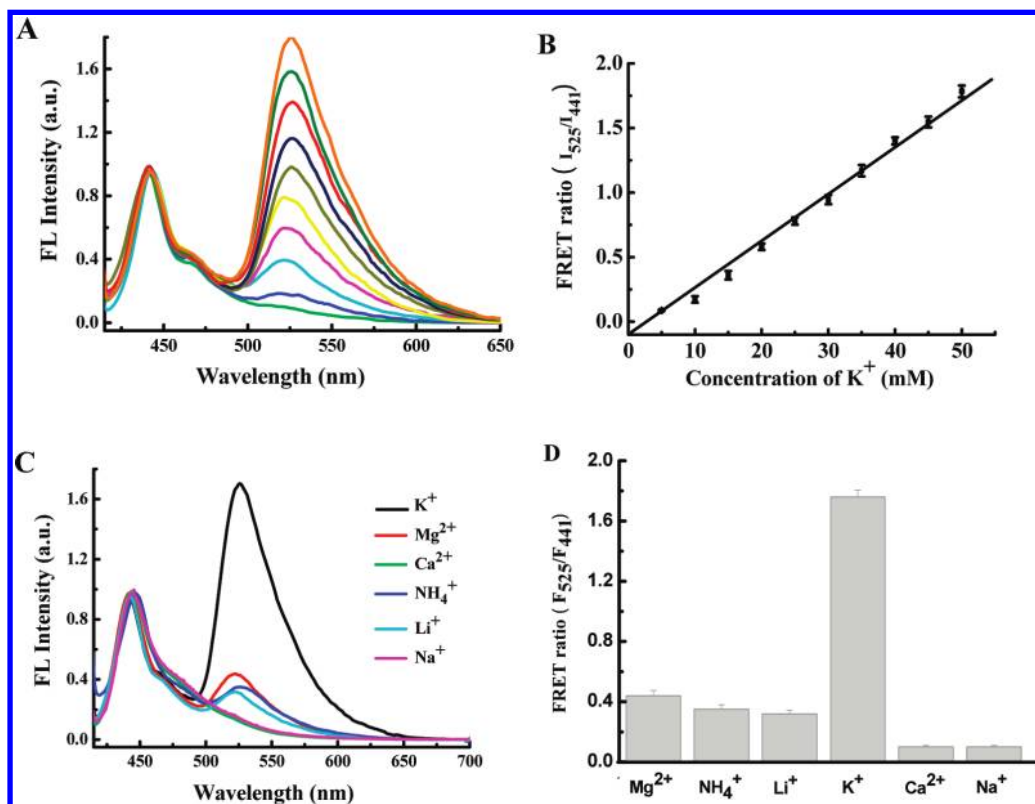 A
FL Intensity (a.u.)
1.6
1.2
0.8
0.4
0.0
450 500 550 600 650
Wavelength (nm)
B
FRET ratio ( I525/I441)
2.0
1.5
1.0
0.5
0.0
0 10 20 30 40 50
Concentration of K+ (mM)
C
FL Intensity (a.u.)
1.6
1.2
0.8
0.4
0.0
K+
Mg2+
Ca2+
NH4+
Li+
Na+
450 500 550 600 650 700
Wavelength (nm)
D
FRET ratio ( F525/F441)
2.0
1.6
1.2
0.8
0.4
0.0
Mg2+ NH4+ Li+ K+ Ca2+ Na+